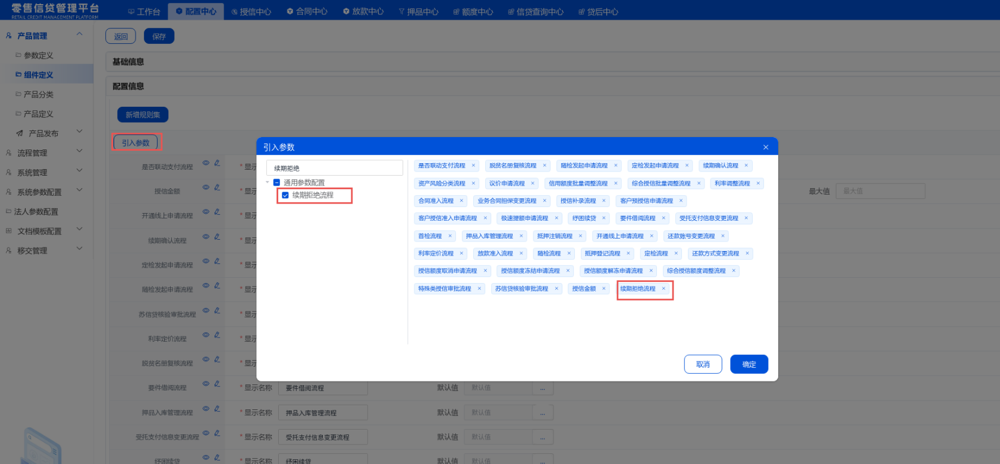 零售信贷管理平台
RETAIL CREDIT MANAGEMENT PLATFORM
工作台 配置中心 授信中心 合同中心 放款中心 押品中心 额度中心 信贷查询中心 贷后中心
产品管理
参数定义
组件定义
产品分类
产品定义
产品发布
流程管理
系统管理
系统参数配置
法人参数配置
文档模板配置
移交管理
返回 保存
基础信息
配置信息
新增规则集
引入参数
是否联动支付流程 * 显
授信金额 * 显
最大值 最大值
开通线上申请流程 * 显
续期确认流程 * 显
定检发起申请流程 * 显
随检发起申请流程 * 显
苏信贷核验审批流程 * 显
利率定价流程 * 显
脱贫名册复核流程 * 显
要件借阅流程 * 显示名称 要件借阅流程 默认值 默认值 ...
押品入库管理流程 * 显示名称 押品入库管理流程 默认值 默认值 ...
受托支付信息变更流程 * 显示名称 受托支付信息变更流程 默认值 默认值 ...
纾困续贷 * 显示名称 纾困续贷 默认值 默认值 ...
引入参数 ×
续期拒绝
通用参数配置
续期拒绝流程
是否联动支付流程 × 脱贫名册复核流程 × 随检发起申请流程 × 定检发起申请流程 × 续期确认流程 ×
资产风险分类流程 × 议价申请流程 × 信用额度批量调整流程 × 综合授信批量调整流程 × 利率调整流程 ×
合同准入流程 × 业务合同担保变更流程 × 授信补录流程 × 客户预授信申请流程 ×
客户授信准入申请流程 × 极速提额申请流程 × 纾困续贷 × 要件借阅流程 × 受托支付信息变更流程 ×
首检流程 × 押品入库管理流程 × 抵押注销流程 × 开通线上申请流程 × 还款账号变更流程 ×
利率定价流程 × 放款准入流程 × 随检流程 × 抵押登记流程 × 定检流程 × 还款方式变更流程 ×
授信额度取消申请流程 × 授信额度冻结申请流程 × 授信额度解冻申请流程 × 综合授信额度调整流程 ×
特殊类授信审批流程 × 苏信贷核验审批流程 × 授信金额 × 续期拒绝流程 ×
取消 确定